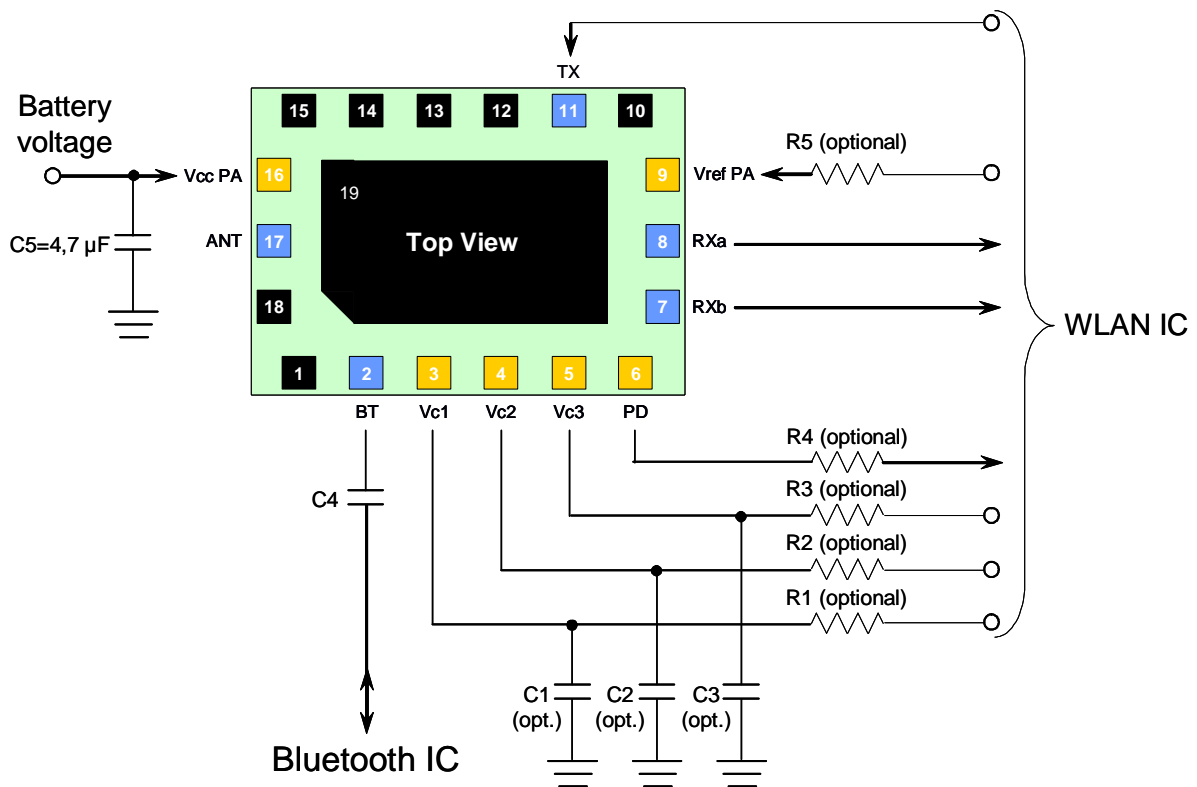 TX
15
14
13
12
11
10
Battery
voltage
R5 (optional)
Vcc PA
16
19
9
Vref PA
C5=4,7 µF
ANT
17
Top View
8
RXa
18
7
RXb
WLAN IC
1
2
3
4
5
6
BT
Vc1
Vc2
Vc3
PD
R4 (optional)
C4
R3 (optional)
R2 (optional)
R1 (optional)
C1
(opt.)
C2
(opt.)
C3
(opt.)
Bluetooth IC